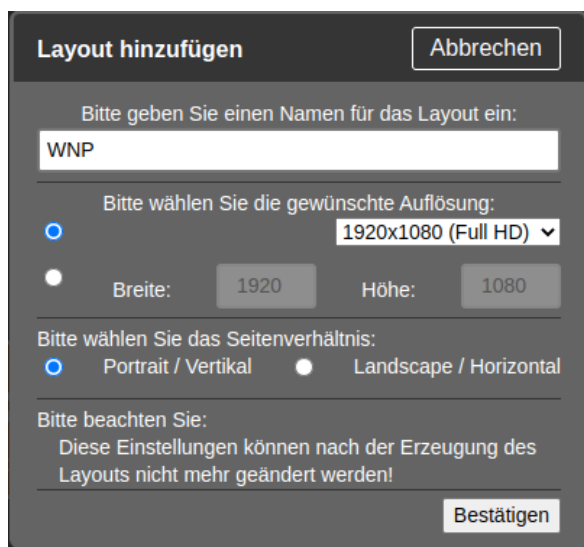 Layout hinzufügen
Abbrechen
Bitte geben Sie einen Namen für das Layout ein:
WNP
Bitte wählen Sie die gewünschte Auflösung:
1920x1080 (Full HD)
Breite: 1920 Höhe: 1080
Bitte wählen Sie das Seitenverhältnis:
Portrait / Vertikal Landscape / Horizontal
Bitte beachten Sie:
Diese Einstellungen können nach der Erzeugung des
Layouts nicht mehr geändert werden!
Bestätigen